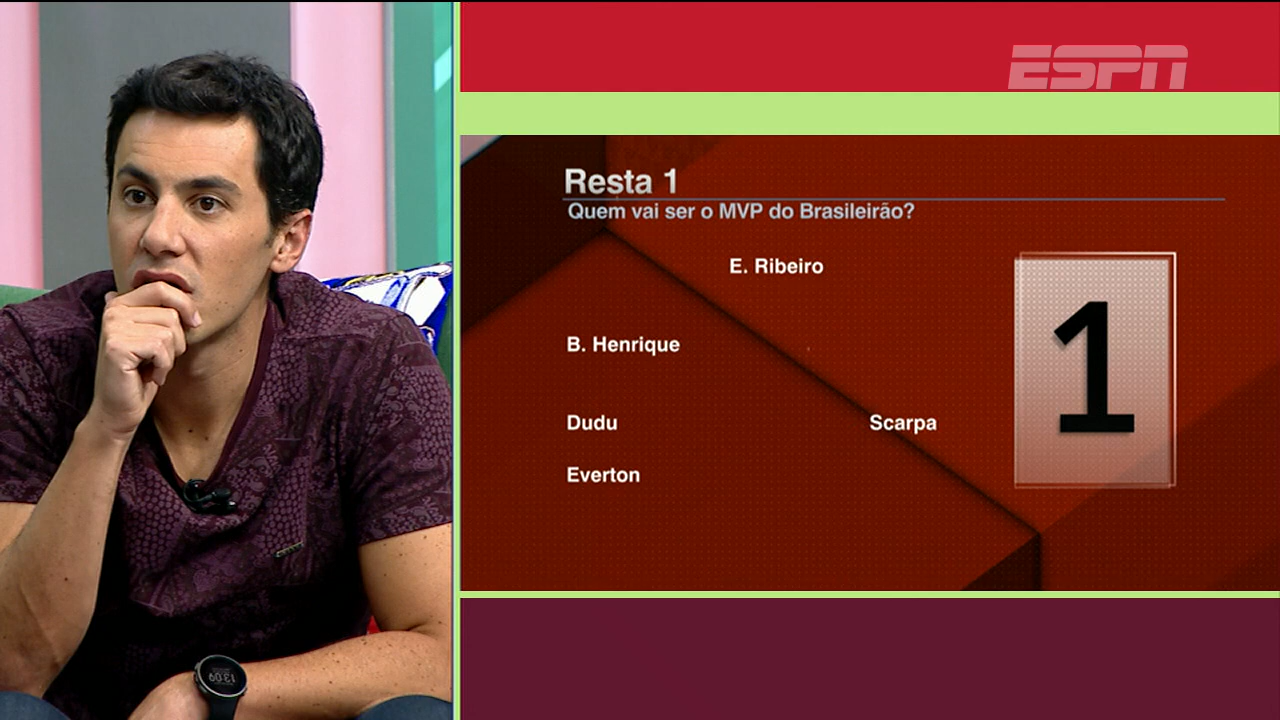 ESPN
Resta 1
Quem vai ser o MVP do Brasileirão?
E. Ribeiro
1
B. Henrique
Dudu
Scarpa
Everton